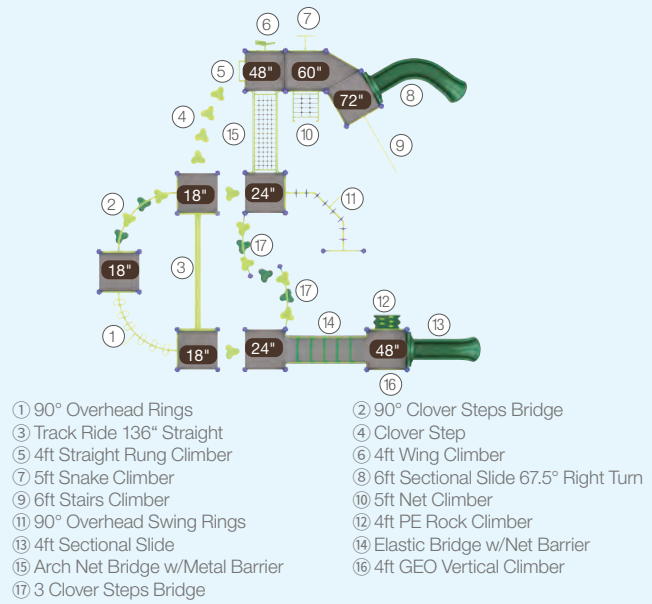 ⑥ ⑦
⑤ 48" 60"
72" ⑧
④ ⑮ ⑩
⑨
② 18" 24" ⑪
⑰
18" ③
⑰ ⑫
① ⑭ ⑬
18" 24" 48"
⑯
① 90° Overhead Rings
② 90° Clover Steps Bridge
③ Track Ride 136“ Straight
④ Clover Step
⑤ 4ft Straight Rung Climber
⑥ 4ft Wing Climber
⑦ 5ft Snake Climber
⑧ 6ft Sectional Slide 67.5° Right Turn
⑨ 6ft Stairs Climber
⑩ 5ft Net Climber
⑪ 90° Overhead Swing Rings
⑫ 4ft PE Rock Climber
⑬ 4ft Sectional Slide
⑭ Elastic Bridge w/Net Barrier
⑮ Arch Net Bridge w/Metal Barrier
⑯ 4ft GEO Vertical Climber
⑰ 3 Clover Steps Bridge